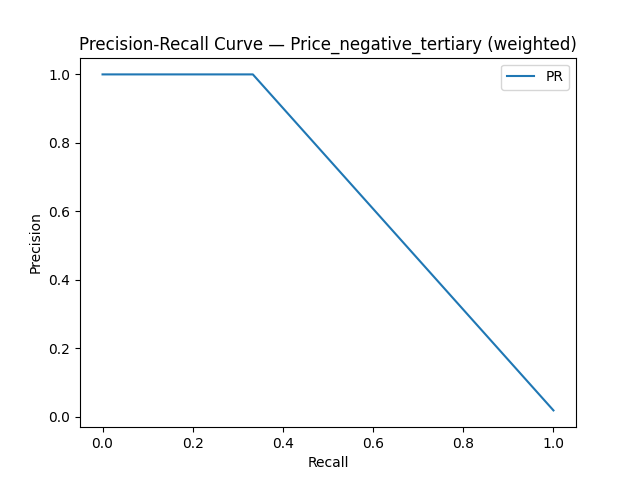 Precision-Recall Curve — Price_negative_tertiary (weighted)
PR
1.0
0.8
0.6
0.4
0.2
0.0
Precision
0.0 0.2 0.4 0.6 0.8 1.0
Recall